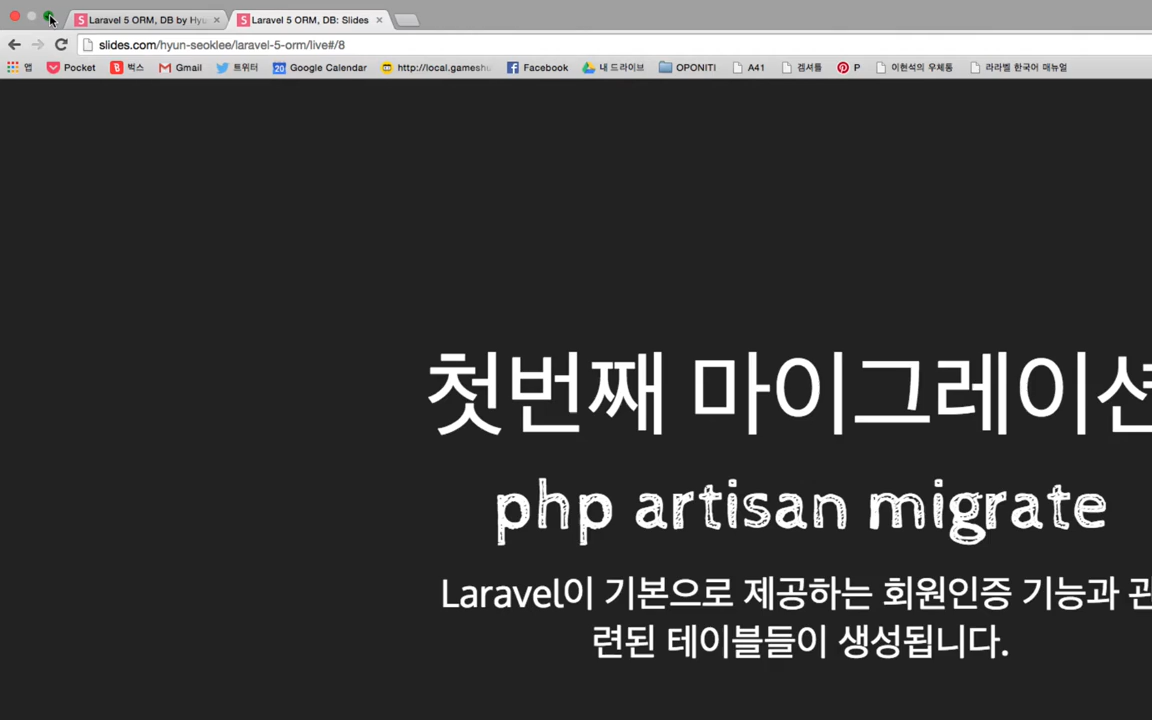 Laravel 5 ORM, DB by Hyu
Laravel 5 ORM, DB: Slides
slides.com/hyun-seoklee/laravel-5-orm/live#/8
앱 Pocket 벅스 Gmail 트위터 20 Google Calendar http://local.gameshu Facebook 내 드라이브 OPONITI A41 겜셔틀 P 이현석의 우체통 라라벨 한국어 매뉴얼
첫번째 마이그레이션
php artisan migrate
Laravel이 기본으로 제공하는 회원인증 기능과 관
련된 테이블들이 생성됩니다.